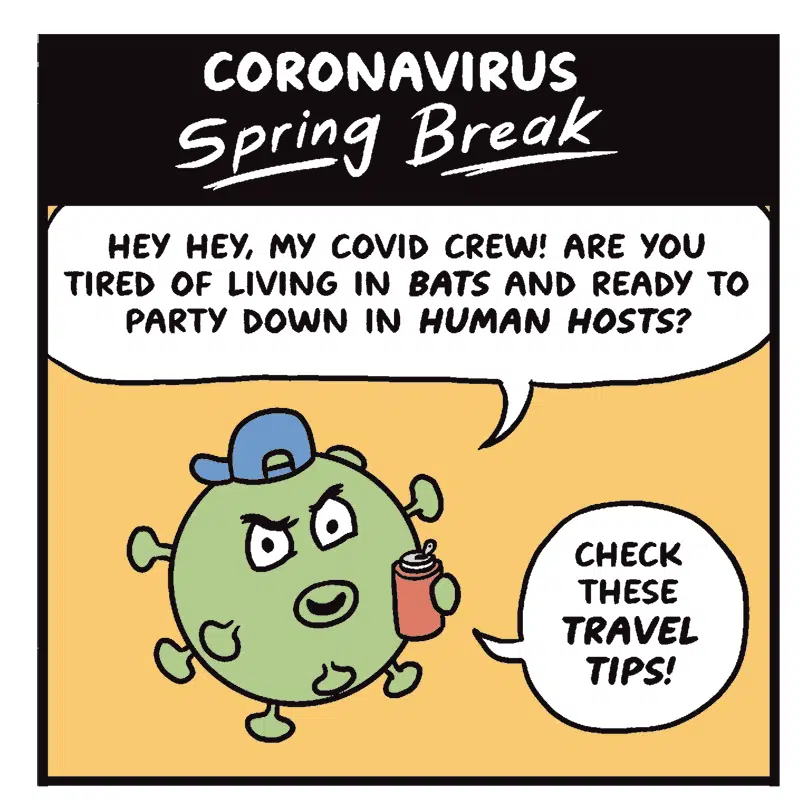 CORONAVIRUS
Spring Break
HEY HEY, MY COVID CREW! ARE YOU
TIRED OF LIVING IN BATS AND READY TO
PARTY DOWN IN HUMAN HOSTS?
CHECK
THESE
TRAVEL
TIPS!